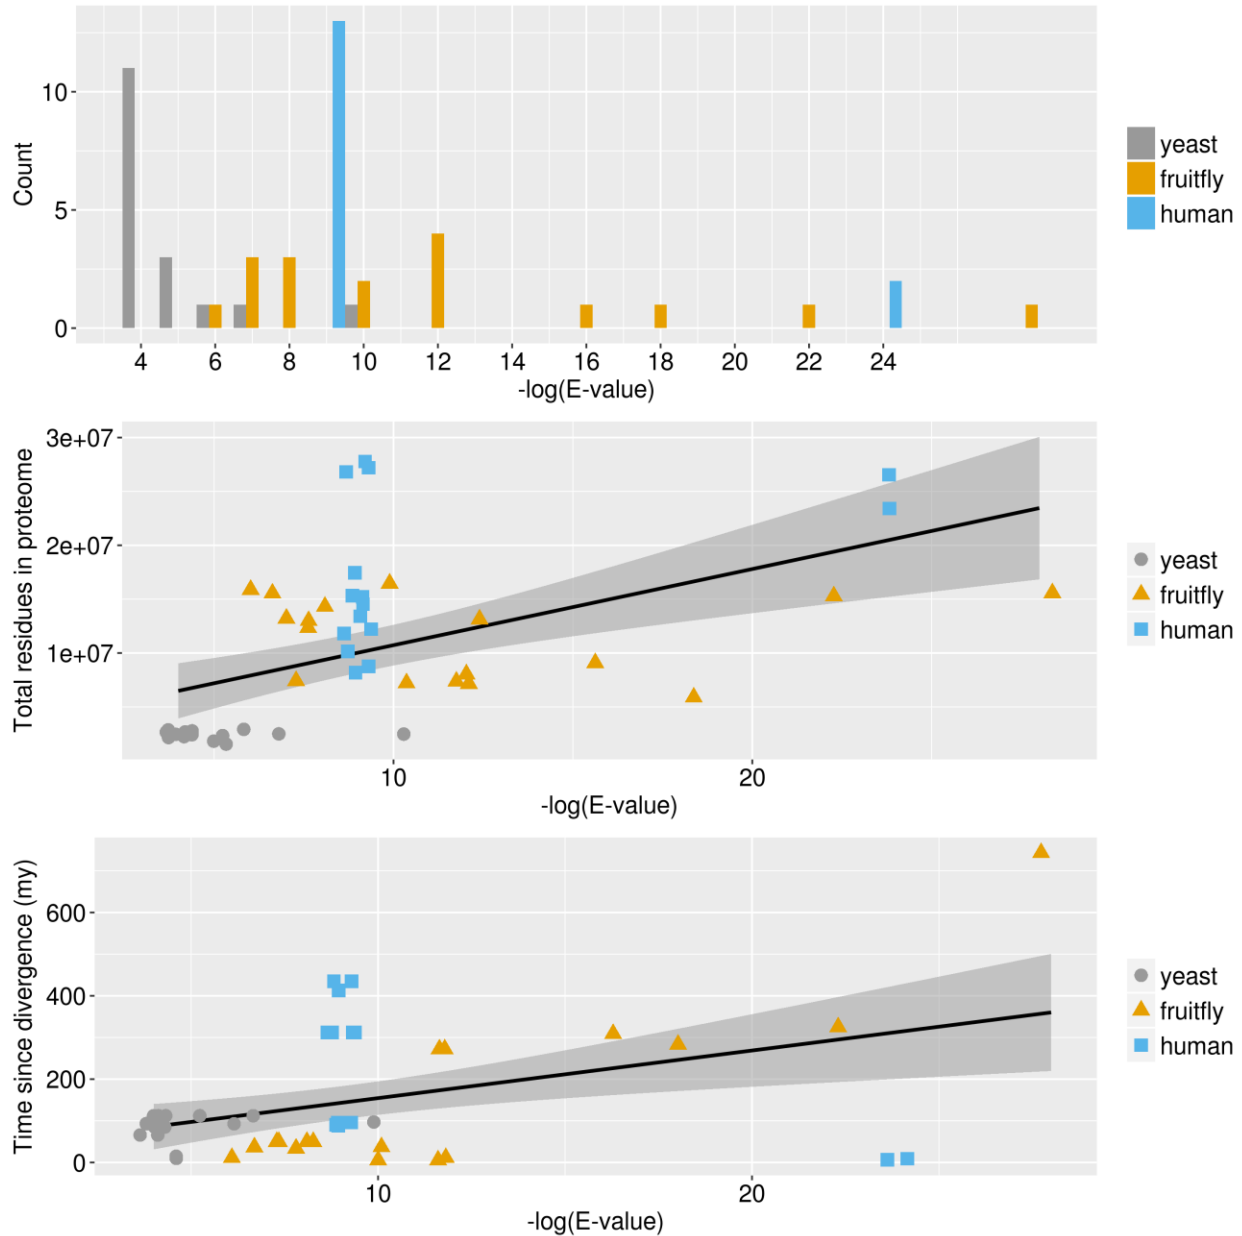 10
5
0
Count
4 6 8 10 12 14 16 18 20 22 24
-log(E-value)
yeast
fruitfly
human
3e+07
2e+07
1e+07
Total residues in proteome
10 20
-log(E-value)
yeast
fruitfly
human
600
400
200
0
Time since divergence (my)
10 20
-log(E-value)
yeast
fruitfly
human